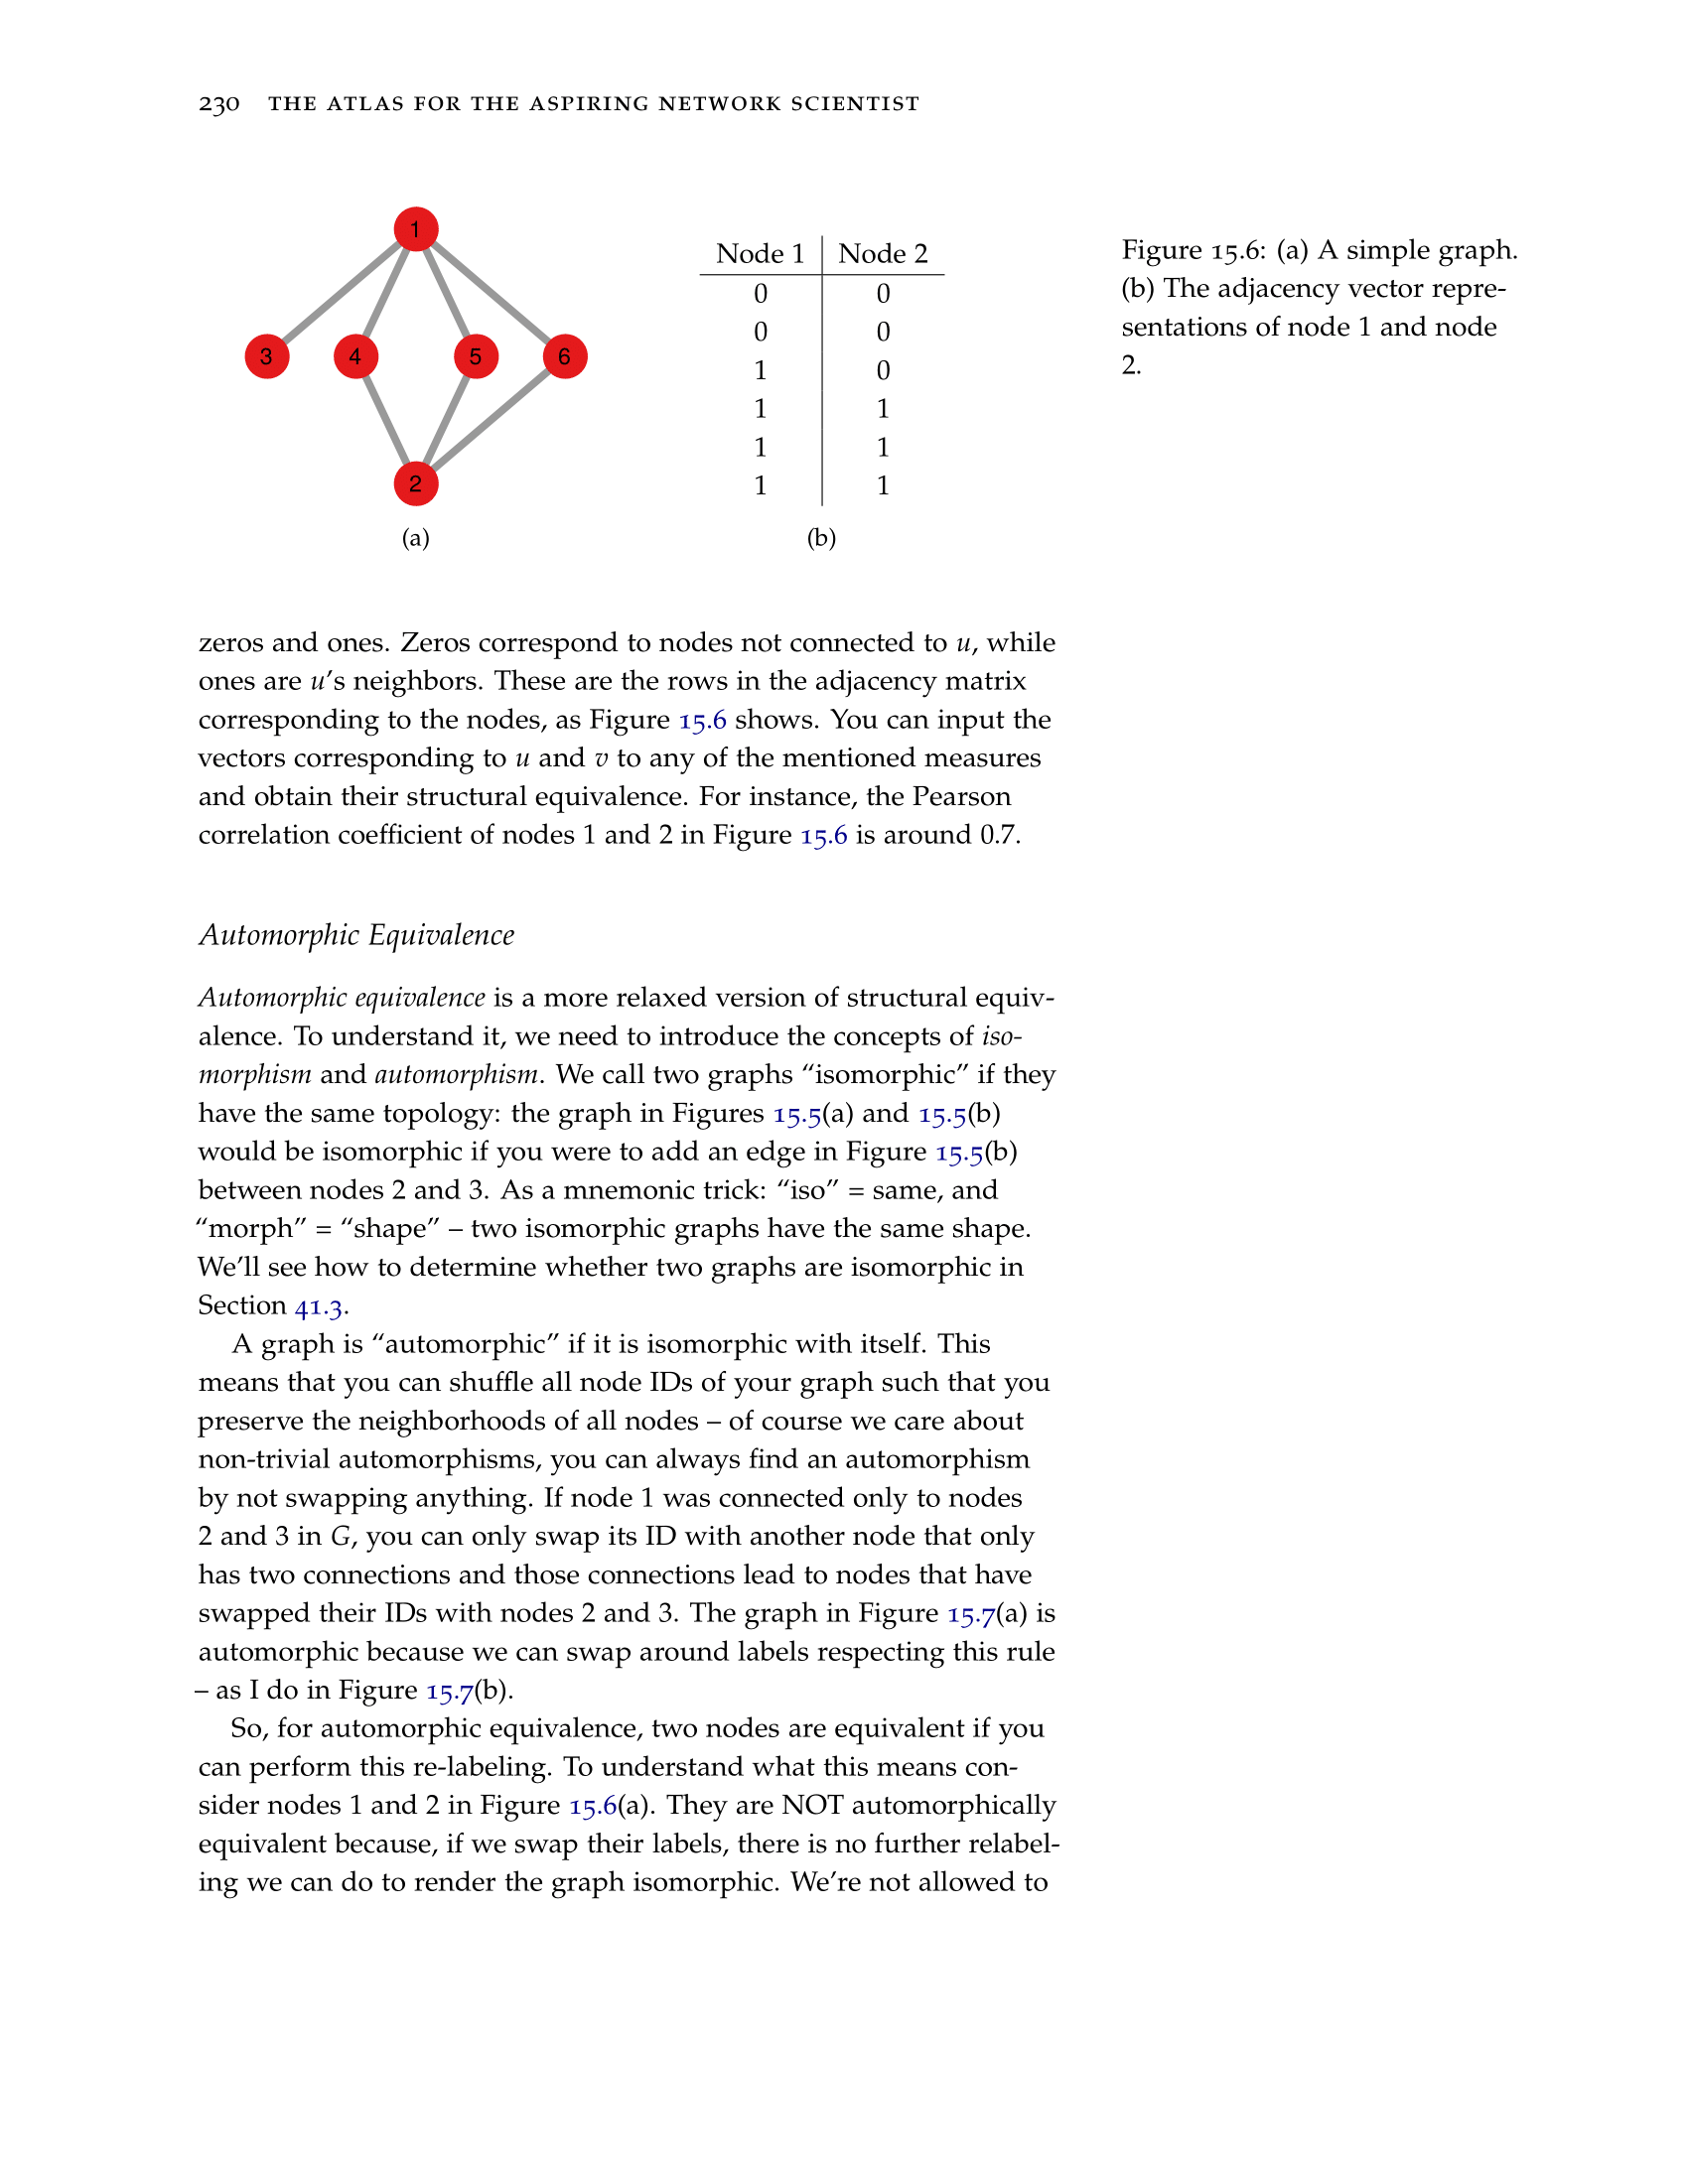 230 THE ATLAS FOR THE ASPIRING NETWORK SCIENTIST
1
3 4 5 6
2
(a)
Node 1 Node 2
0 0
0 0
1 0
1 1
1 1
1 1
(b)
Figure 15.6: (a) A simple graph.
(b) The adjacency vector repre-
sentations of node 1 and node
2.
zeros and ones. Zeros correspond to nodes not connected to u, while
ones are u’s neighbors. These are the rows in the adjacency matrix
corresponding to the nodes, as Figure 15.6 shows. You can input the
vectors corresponding to u and v to any of the mentioned measures
and obtain their structural equivalence. For instance, the Pearson
correlation coefficient of nodes 1 and 2 in Figure 15.6 is around 0.7.
Automorphic Equivalence
Automorphic equivalence is a more relaxed version of structural equiv-
alence. To understand it, we need to introduce the concepts of iso-
morphism and automorphism. We call two graphs “isomorphic” if they
have the same topology: the graph in Figures 15.5(a) and 15.5(b)
would be isomorphic if you were to add an edge in Figure 15.5(b)
between nodes 2 and 3. As a mnemonic trick: “iso” = same, and
“morph” = “shape” – two isomorphic graphs have the same shape.
We’ll see how to determine whether two graphs are isomorphic in
Section 41.3.
A graph is “automorphic” if it is isomorphic with itself. This
means that you can shuffle all node IDs of your graph such that you
preserve the neighborhoods of all nodes – of course we care about
non-trivial automorphisms, you can always find an automorphism
by not swapping anything. If node 1 was connected only to nodes
2 and 3 in G, you can only swap its ID with another node that only
has two connections and those connections lead to nodes that have
swapped their IDs with nodes 2 and 3. The graph in Figure 15.7(a) is
automorphic because we can swap around labels respecting this rule
– as I do in Figure 15.7(b).
So, for automorphic equivalence, two nodes are equivalent if you
can perform this re-labeling. To understand what this means con-
sider nodes 1 and 2 in Figure 15.6(a). They are NOT automorphically
equivalent because, if we swap their labels, there is no further relabel-
ing we can do to render the graph isomorphic. We’re not allowed to